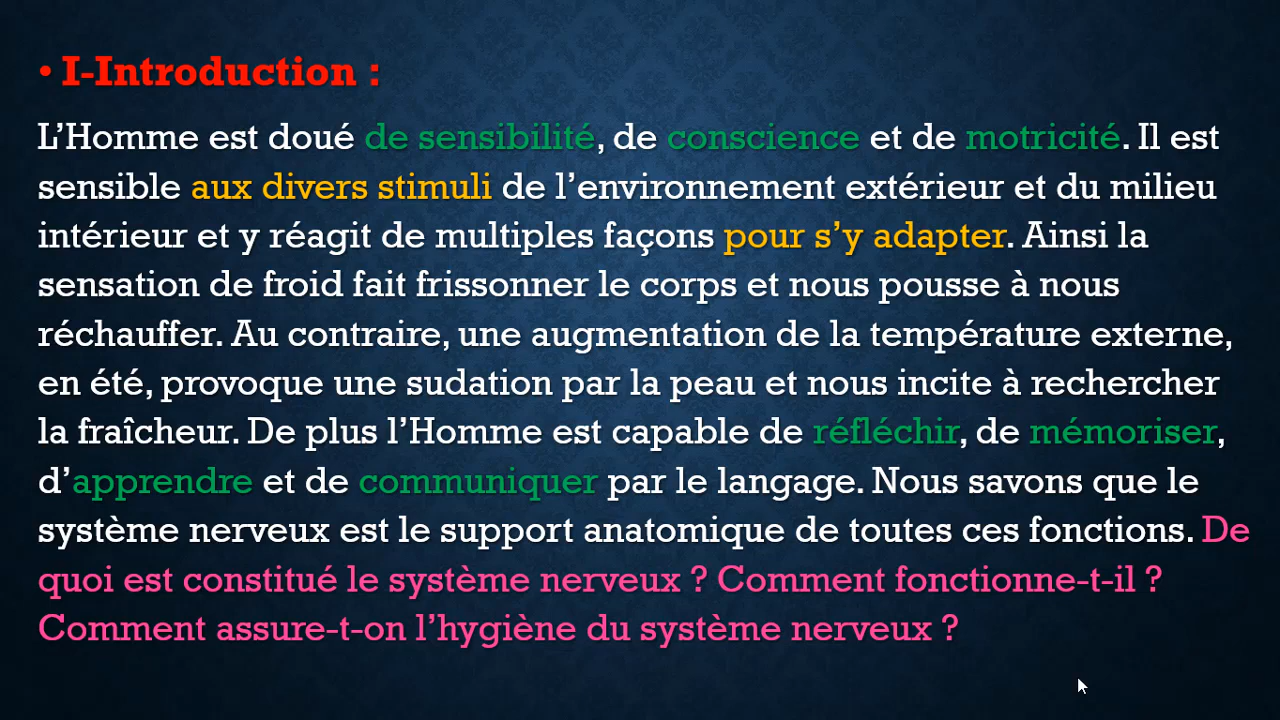 • I-Introduction :
L’Homme est doué de sensibilité, de conscience et de motricité. Il est
sensible aux divers stimuli de l’environnement extérieur et du milieu
intérieur et y réagit de multiples façons pour s’y adapter. Ainsi la
sensation de froid fait frissonner le corps et nous pousse à nous
réchauffer. Au contraire, une augmentation de la température externe,
en été, provoque une sudation par la peau et nous incite à rechercher
la fraîcheur. De plus l’Homme est capable de réfléchir, de mémoriser,
d’apprendre et de communiquer par le langage. Nous savons que le
système nerveux est le support anatomique de toutes ces fonctions. De
quoi est constitué le système nerveux ? Comment fonctionne-t-il ?
Comment assure-t-on l’hygiène du système nerveux ?